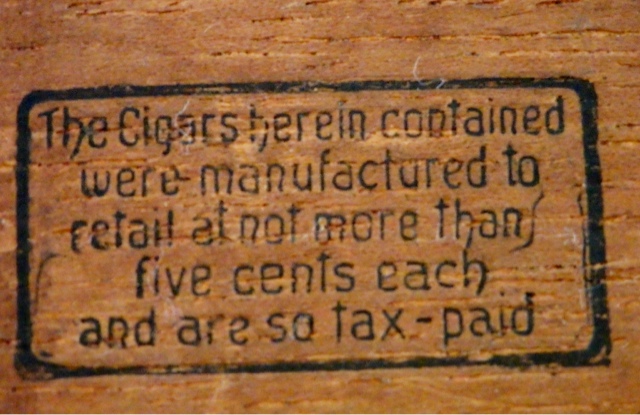 The Cigars herein contained
were manufactured to
retail at not more than
five cents each
and are so tax-paid